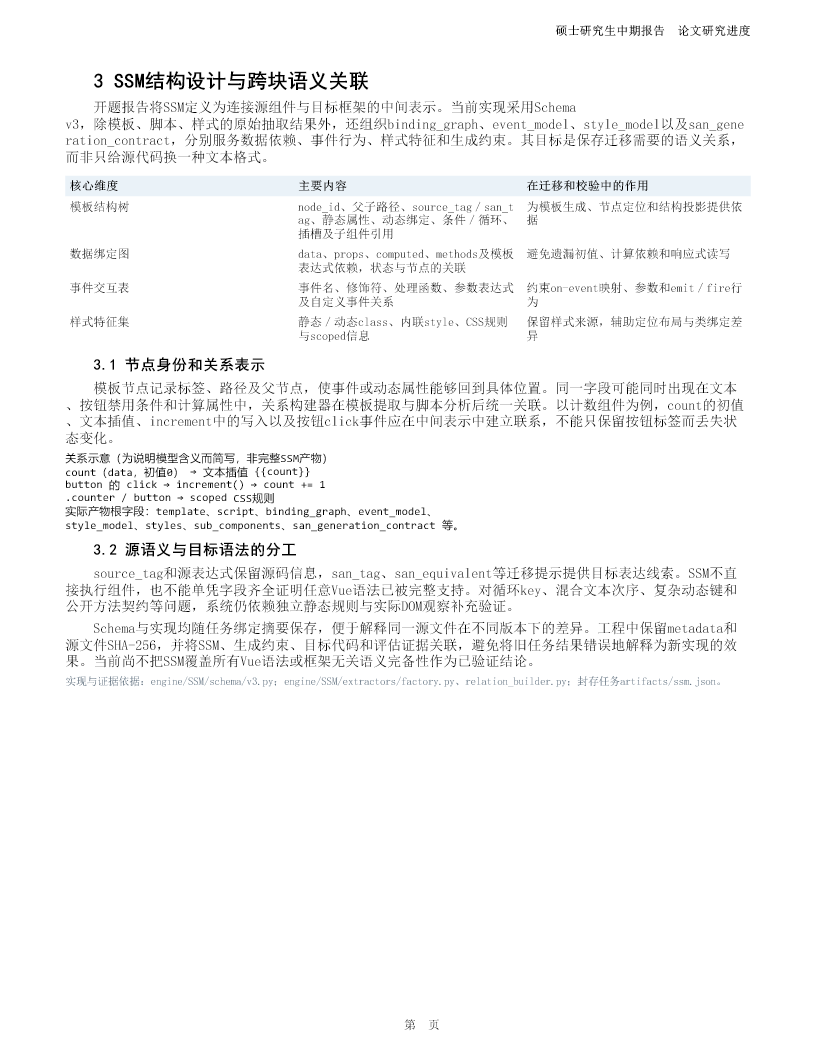 硕士研究生中期报告　论文研究进度
3 SSM结构设计与跨块语义关联
开题报告将SSM定义为连接源组件与目标框架的中间表示。当前实现采用Schema
v3，除模板、脚本、样式的原始抽取结果外，还组织binding_graph、event_model、style_model以及san_gene
ration_contract，分别服务数据依赖、事件行为、样式特征和生成约束。其目标是保存迁移需要的语义关系，
而非只给源代码换一种文本格式。
核心维度 主要内容 在迁移和校验中的作用
模板结构树 node_id、父子路径、source_tag／san_t 为模板生成、节点定位和结构投影提供依
ag、静态属性、动态绑定、条件／循环、 据
插槽及子组件引用
数据绑定图 data、props、computed、methods及模板 避免遗漏初值、计算依赖和响应式读写
表达式依赖，状态与节点的关联
事件交互表 事件名、修饰符、处理函数、参数表达式 约束on-event映射、参数和emit／fire行
及自定义事件关系 为
样式特征集 静态／动态class、内联style、CSS规则 保留样式来源，辅助定位布局与类绑定差
与scoped信息 异
3.1 节点身份和关系表示
模板节点记录标签、路径及父节点，使事件或动态属性能够回到具体位置。同一字段可能同时出现在文本
、按钮禁用条件和计算属性中，关系构建器在模板提取与脚本分析后统一关联。以计数组件为例，count的初值
、文本插值、increment中的写入以及按钮click事件应在中间表示中建立联系，不能只保留按钮标签而丢失状
态变化。
关系示意（为说明模型含义而简写，非完整SSM产物）
count（data，初值0） → 文本插值 {{count}}
button 的 click → increment() → count += 1
.counter / button → scoped CSS规则
实际产物根字段：template、script、binding_graph、event_model、
style_model、styles、sub_components、san_generation_contract 等。
3.2 源语义与目标语法的分工
source_tag和源表达式保留源码信息，san_tag、san_equivalent等迁移提示提供目标表达线索。SSM不直
接执行组件，也不能单凭字段齐全证明任意Vue语法已被完整支持。对循环key、混合文本次序、复杂动态键和
公开方法契约等问题，系统仍依赖独立静态规则与实际DOM观察补充验证。
Schema与实现均随任务绑定摘要保存，便于解释同一源文件在不同版本下的差异。工程中保留metadata和
源文件SHA-256，并将SSM、生成约束、目标代码和评估证据关联，避免将旧任务结果错误地解释为新实现的效
果。当前尚不把SSM覆盖所有Vue语法或框架无关语义完备性作为已验证结论。
实现与证据依据：engine/SSM/schema/v3.py；engine/SSM/extractors/factory.py、relation_builder.py；封存任务artifacts/ssm.json。
第　页